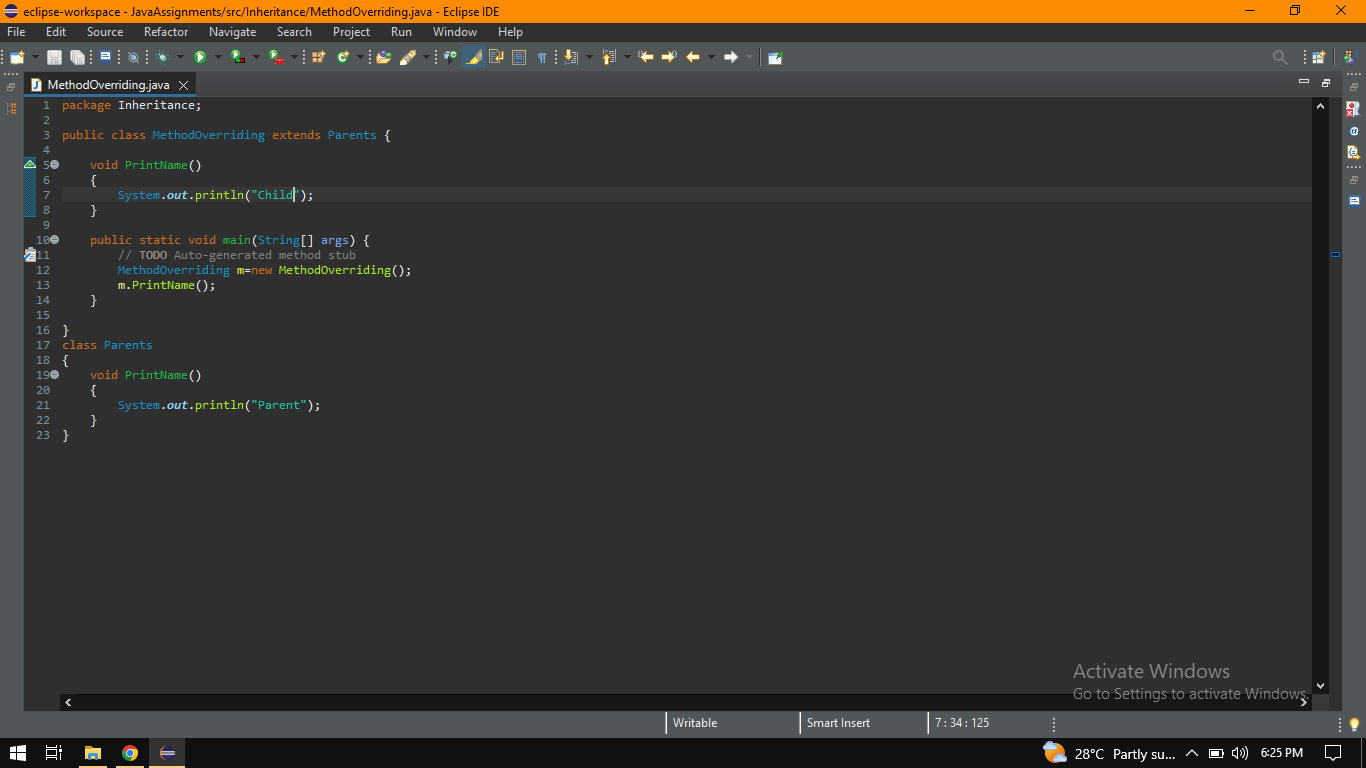 eclipse-workspace - JavaAssignments/src/Inheritance/MethodOverriding.java - Eclipse IDE
File Edit Source Refactor Navigate Search Project Run Window Help
MethodOverriding.java
1 package Inheritance;
2
3 public class MethodOverriding extends Parents {
4
5 void PrintName()
6 {
7 System.out.println("Child");
8 }
9
10 public static void main(String[] args) {
11 // TODO Auto-generated method stub
12 MethodOverriding m=new MethodOverriding();
13 m.PrintName();
14 }
15
16 }
17 class Parents
18 {
19 void PrintName()
20 {
21 System.out.println("Parent");
22 }
23 }
Activate Windows
Go to Settings to activate Windows.
Writable Smart Insert 7 : 34 : 125
28°C Partly su... 6:25 PM